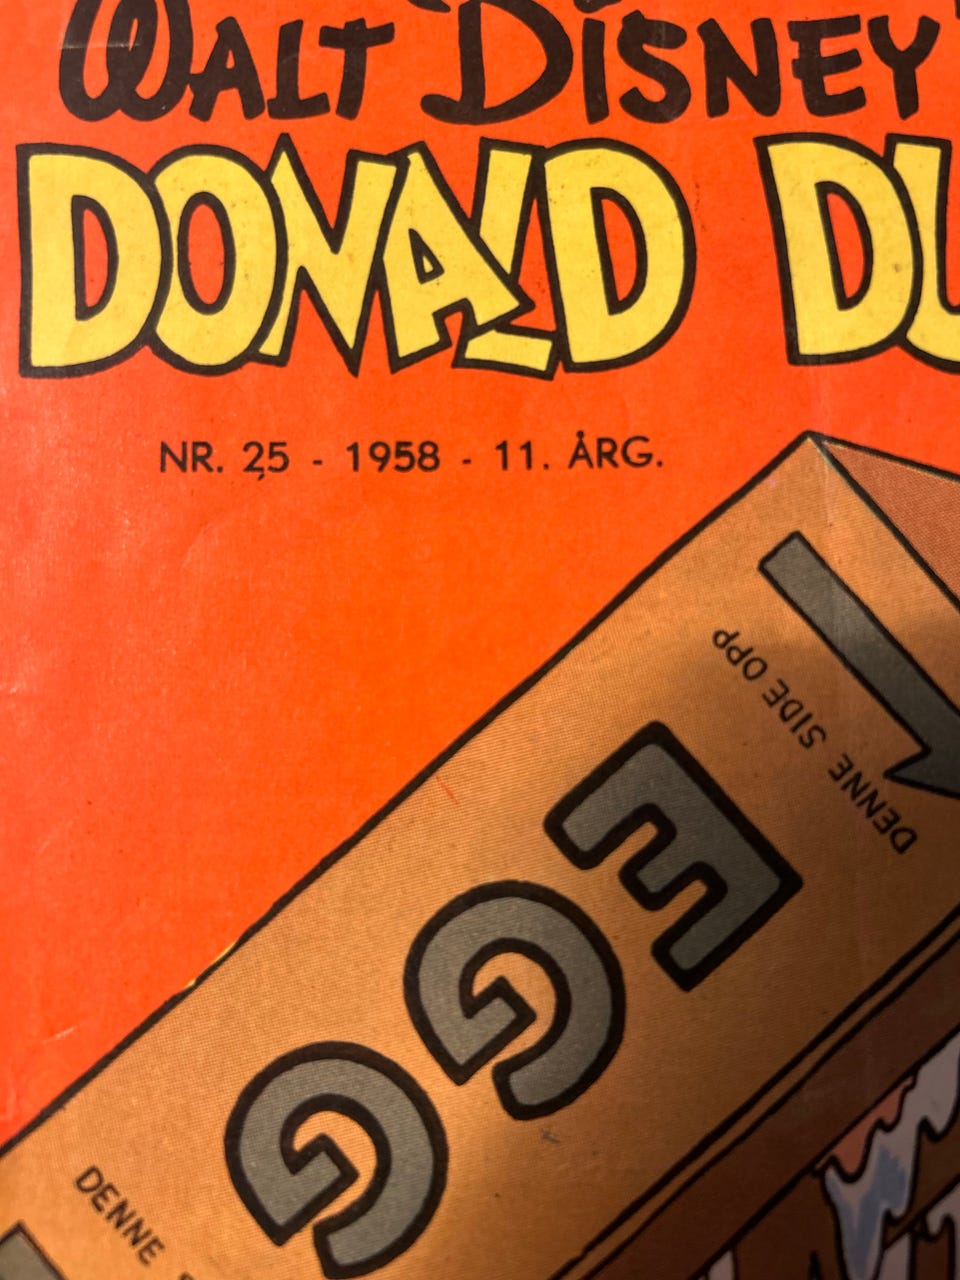 WALT DISNEY
DONALD DU
NR. 25 - 1958 - 11. ÅRG.
DENNE SIDE OPP
EGG
DENNE